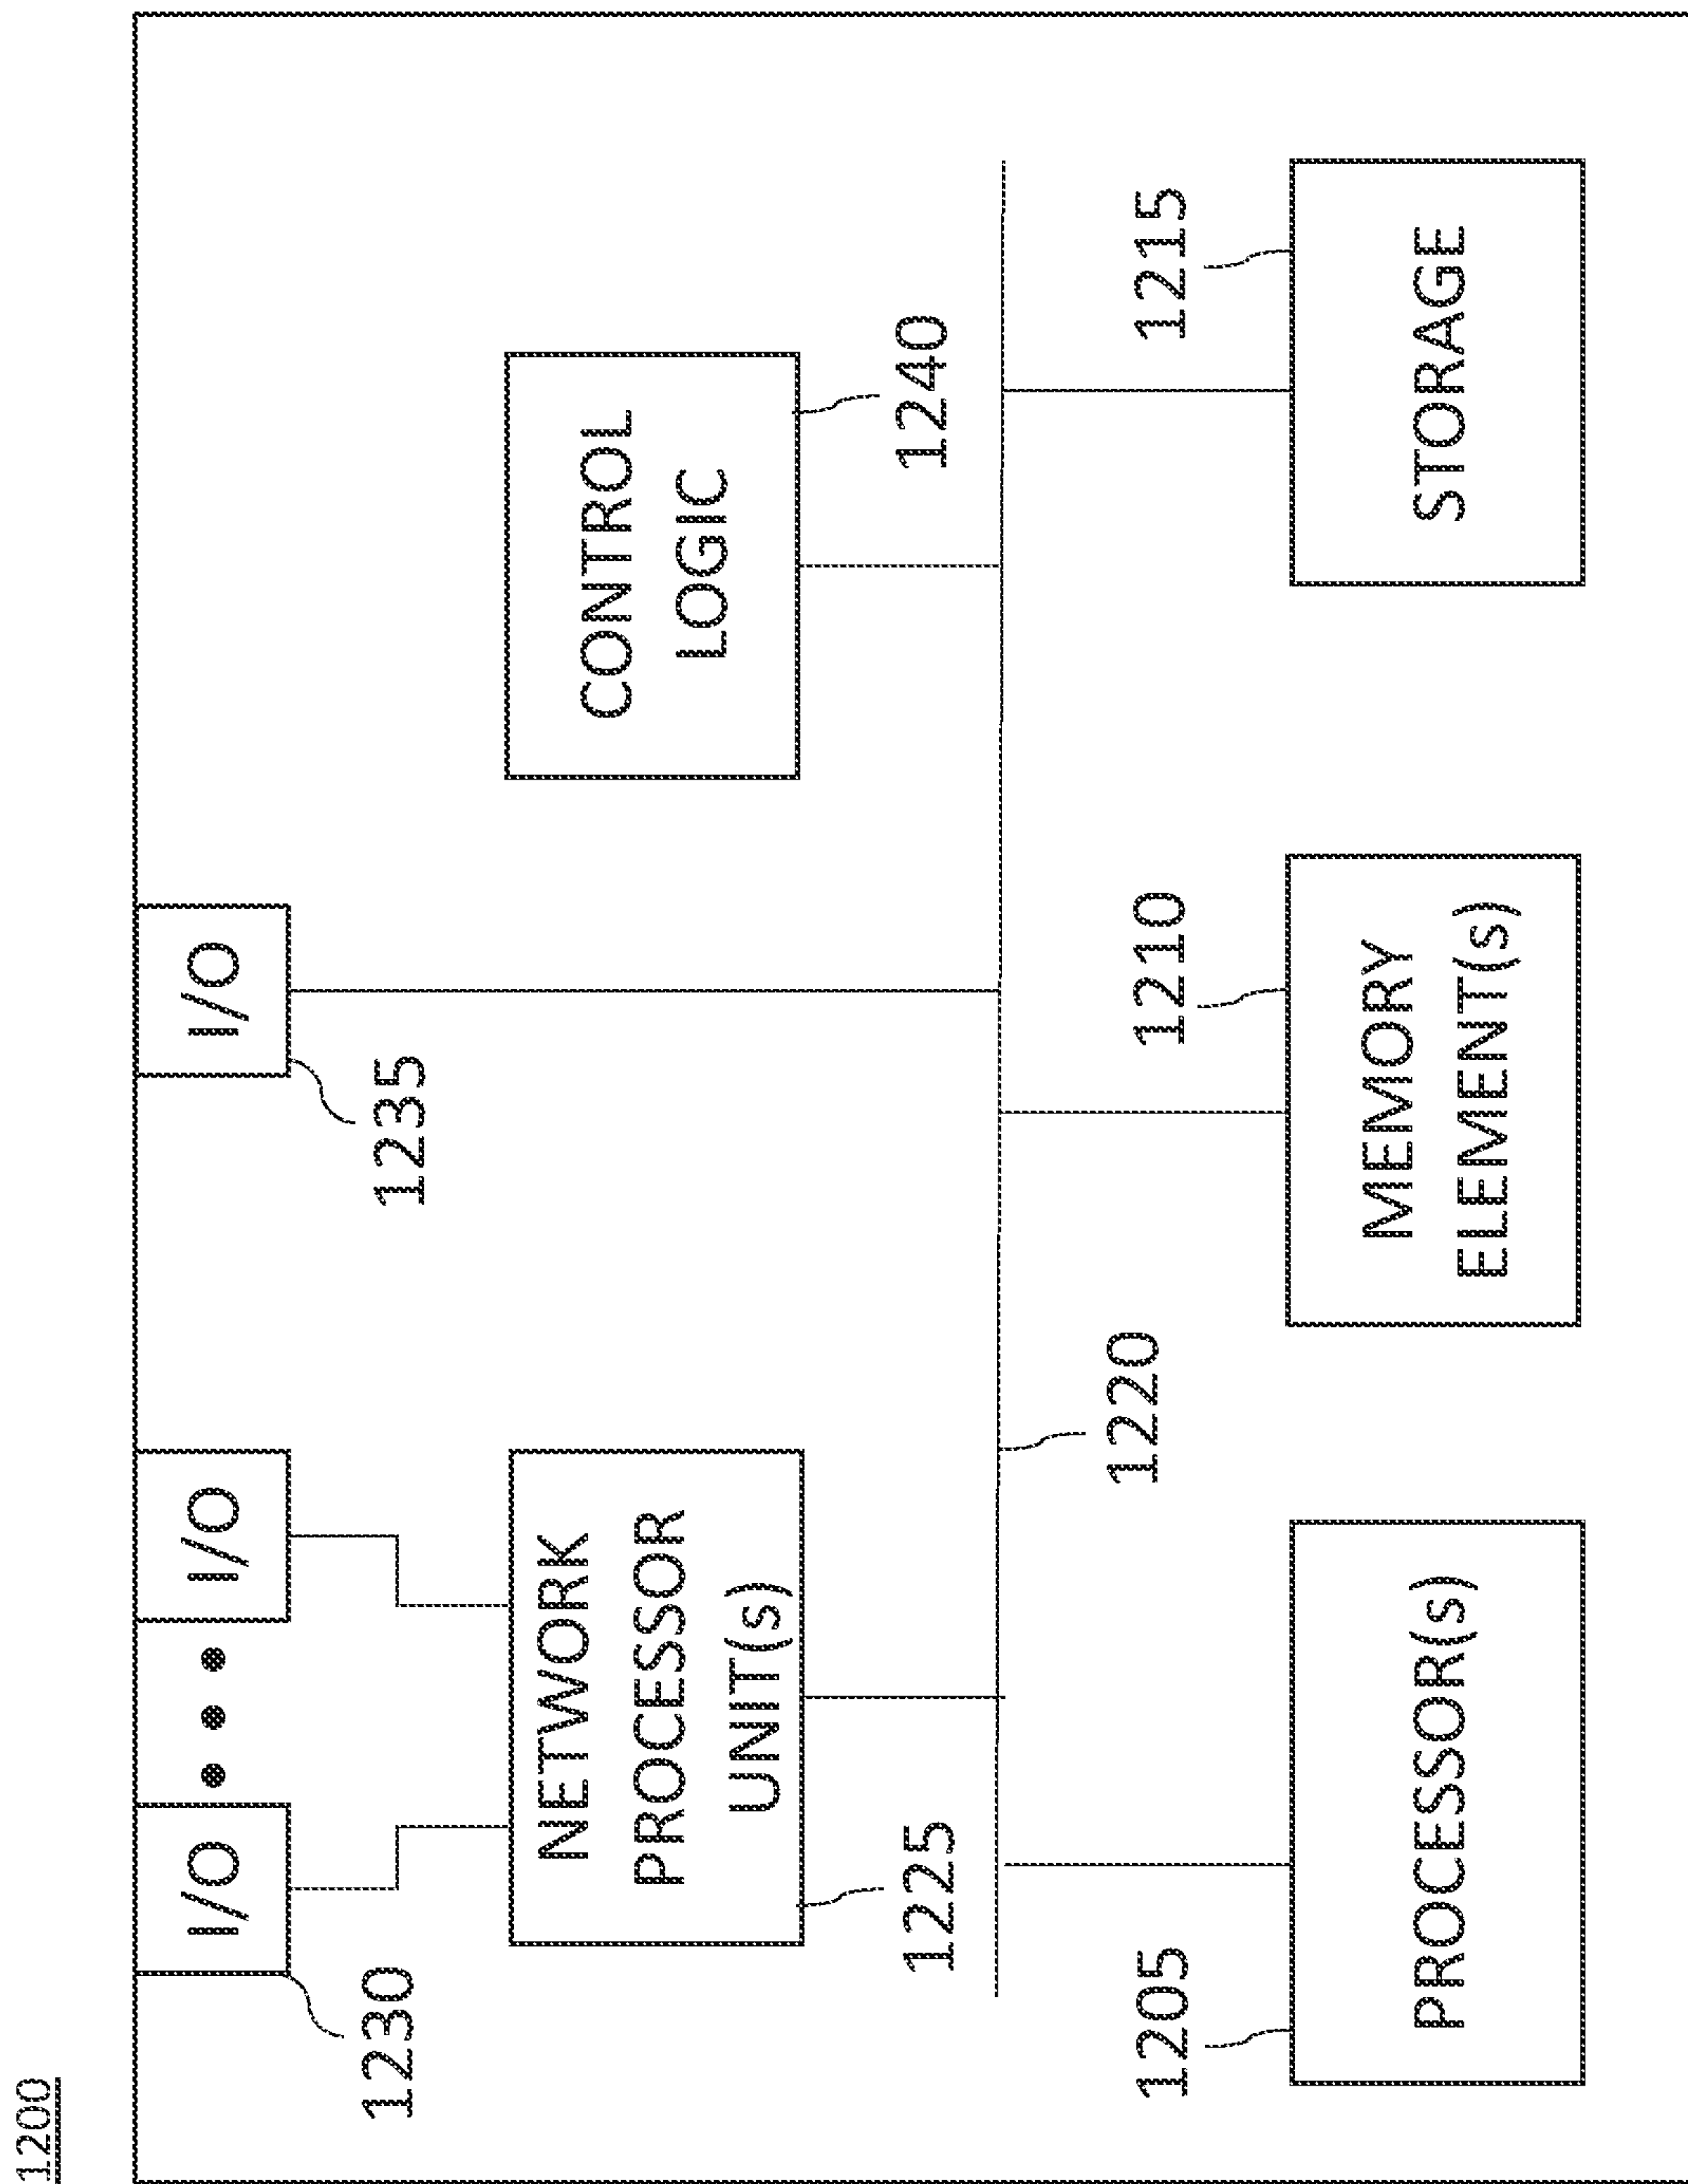 1200
I/O
I/O
I/O
1230
1235
NETWORK
PROCESSOR
UNIT(s)
CONTROL
LOGIC
1225
1240
1220
1205
1210
1215
PROCESSOR(s)
MEMORY
ELEMENT(s)
STORAGE